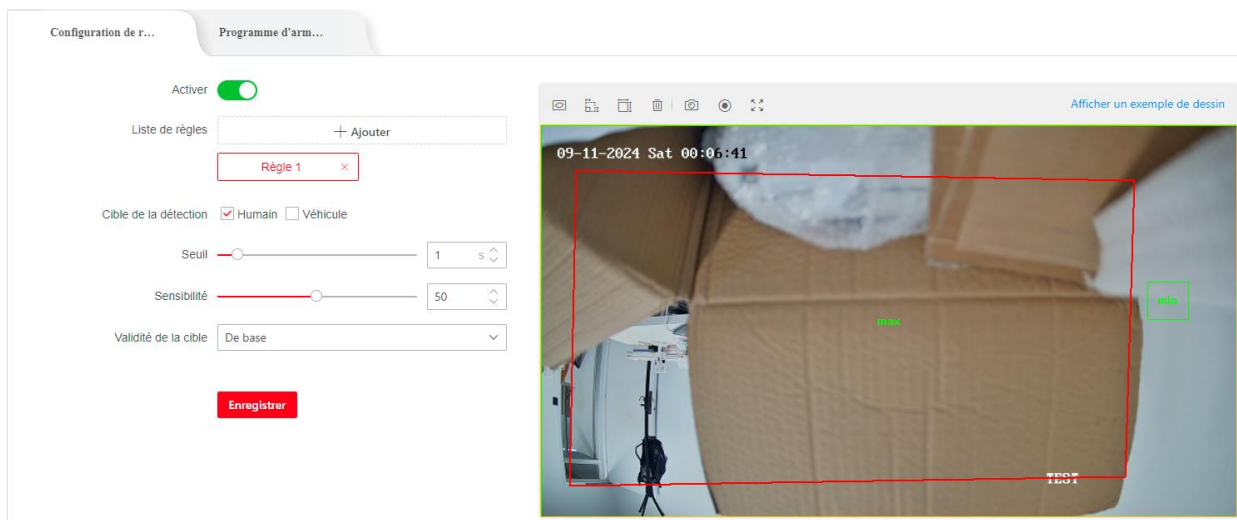 Configuration de r...
Programme d'arm...
Activer
Liste de règles
+ Ajouter
Règle 1 ×
Cible de la détection
Humain
Véhicule
Seuil
1 s
Sensibilité
50
Validité de la cible
De base
Enregistrer
Afficher un exemple de dessin
09-11-2024 Sat 00:06:41
min
max
TEST